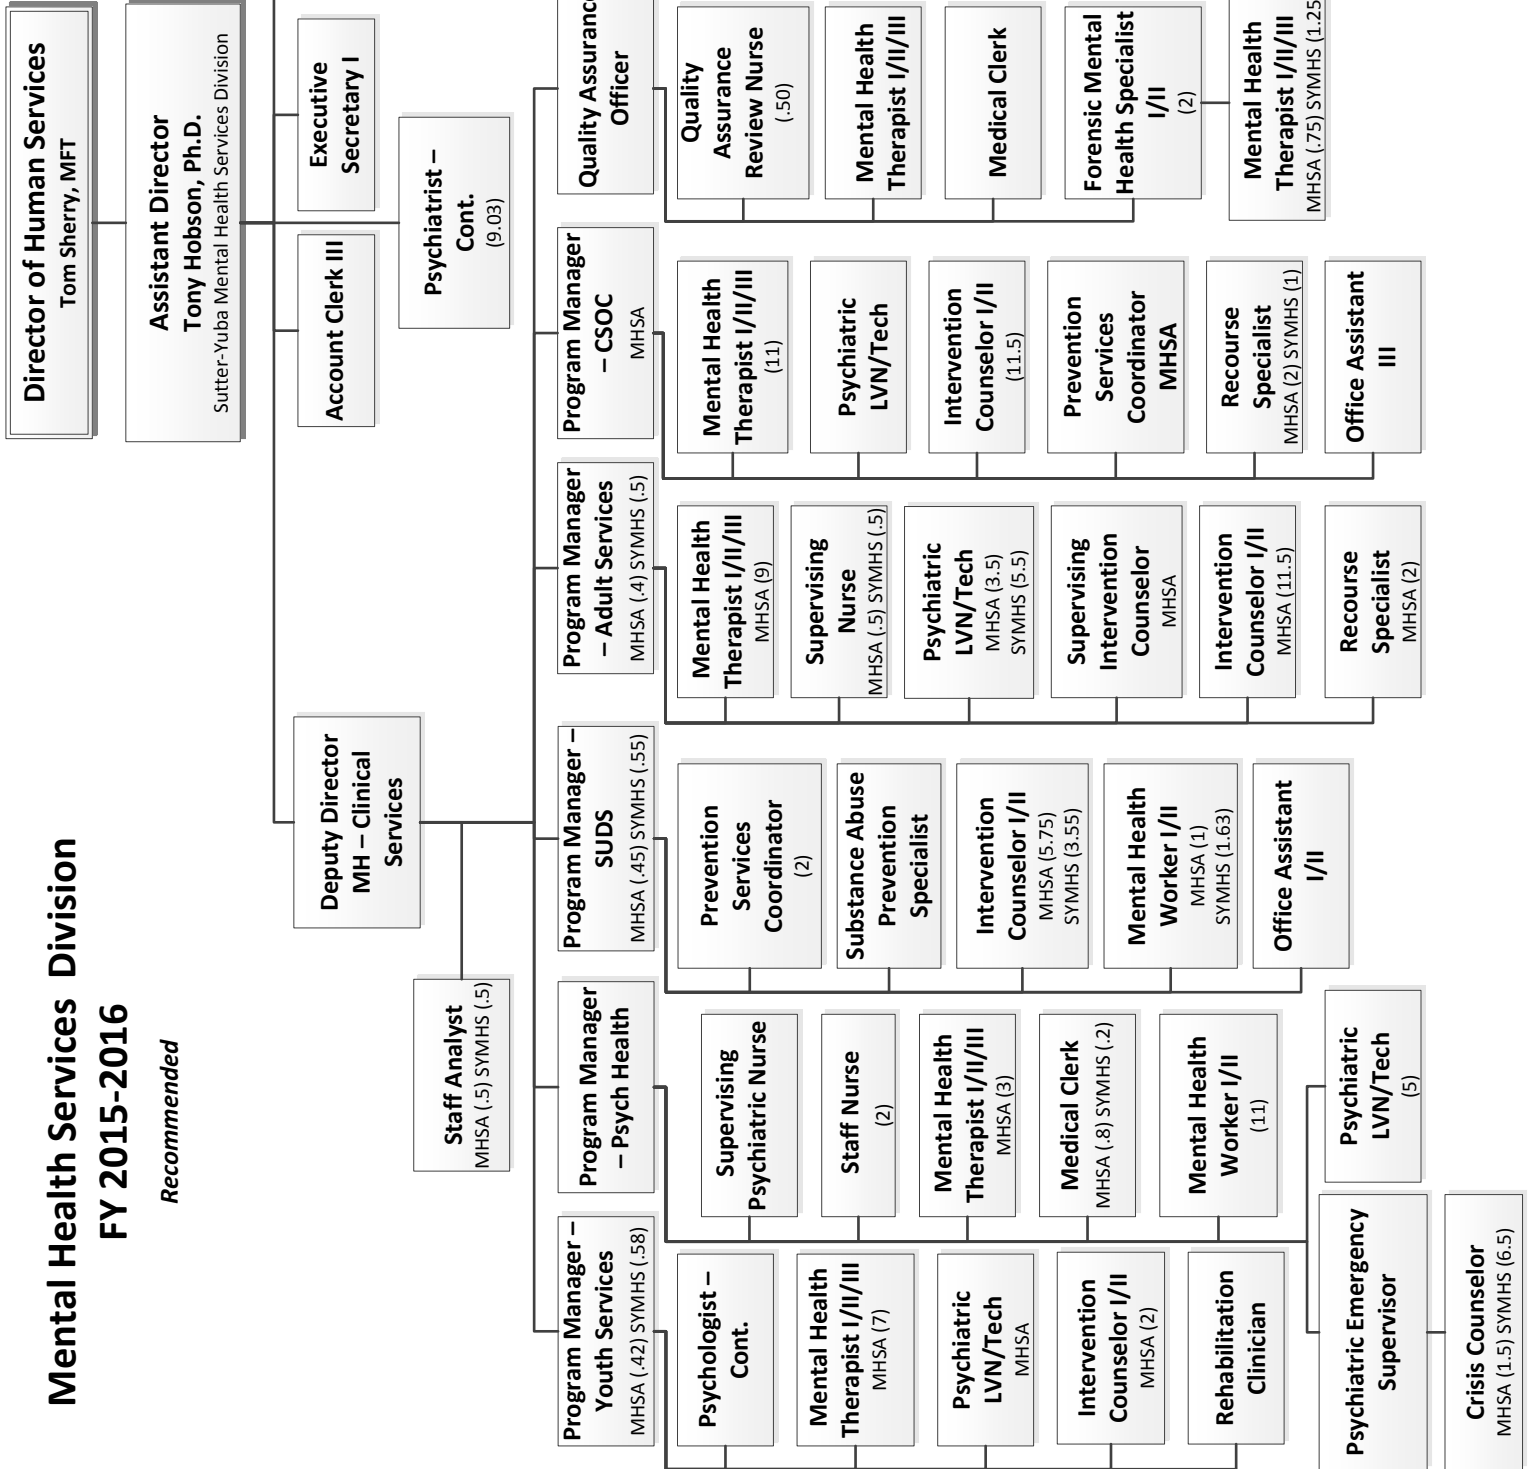 Mental Health Services Division
FY 2015-2016
Recommended
Director of Human Services
Tom Sherry, MFT
Assistant Director
Tony Hobson, Ph.D.
Sutter-Yuba Mental Health Services Division
Account Clerk III
Executive
Secretary I
Psychiatrist –
Cont.
(9.03)
Deputy Director
MH – Clinical
Services
Staff Analyst
MHSA (.5) SYMHS (.5)
Program Manager –
Youth Services
MHSA (.42) SYMHS (.58)
Psychologist –
Cont.
Mental Health
Therapist I/II/III
MHSA (7)
Psychiatric
LVN/Tech
MHSA
Intervention
Counselor I/II
MHSA (2)
Rehabilitation
Clinician
Program Manager
– Psych Health
Supervising
Psychiatric Nurse
Staff Nurse
(2)
Mental Health
Therapist I/II/III
MHSA (3)
Medical Clerk
MHSA (.8) SYMHS (.2)
Mental Health
Worker I/II
(11)
Psychiatric Emergency
Supervisor
Crisis Counselor
MHSA (1.5) SYMHS (6.5)
Psychiatric
LVN/Tech
(5)
Program Manager –
SUDS
MHSA (.45) SYMHS (.55)
Prevention
Services
Coordinator
(2)
Substance Abuse
Prevention
Specialist
Intervention
Counselor I/II
MHSA (5.75)
SYMHS (3.55)
Mental Health
Worker I/II
MHSA (1)
SYMHS (1.63)
Office Assistant
I/II
Program Manager
– Adult Services
MHSA (.4) SYMHS (.5)
Mental Health
Therapist I/II/III
MHSA (9)
Supervising
Nurse
MHSA (.5) SYMHS (.5)
Psychiatric
LVN/Tech
MHSA (3.5)
SYMHS (5.5)
Supervising
Intervention
Counselor
MHSA
Intervention
Counselor I/II
MHSA (11.5)
Recourse
Specialist
MHSA (2)
Program Manager
– CSOC
MHSA
Mental Health
Therapist I/II/III
(11)
Psychiatric
LVN/Tech
Intervention
Counselor I/II
(11.5)
Prevention
Services
Coordinator
MHSA
Recourse
Specialist
MHSA (2) SYMHS (1)
Office Assistant
III
Quality Assurance
Officer
Quality
Assurance
Review Nurse
(.50)
Mental Health
Therapist I/II/III
Medical Clerk
Forensic Mental
Health Specialist
I/II
(2)
Mental Health
Therapist I/II/III
MHSA (.75) SYMHS (1.25